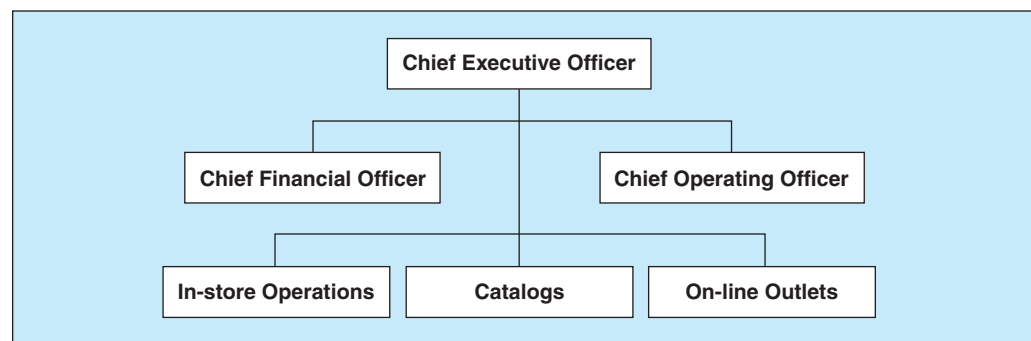 Chief Executive Officer
Chief Financial Officer
Chief Operating Officer
In-store Operations
Catalogs
On-line Outlets